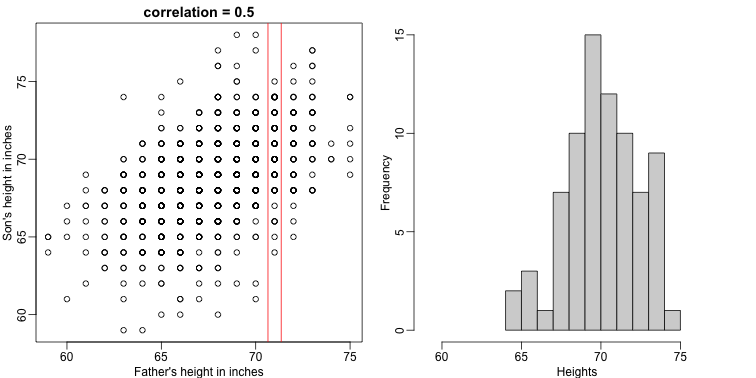 correlation = 0.5
Son's height in inches
75
70
65
60
60 65 70 75
Father's height in inches
Frequency
15
10
5
0
60 65 70 75
Heights